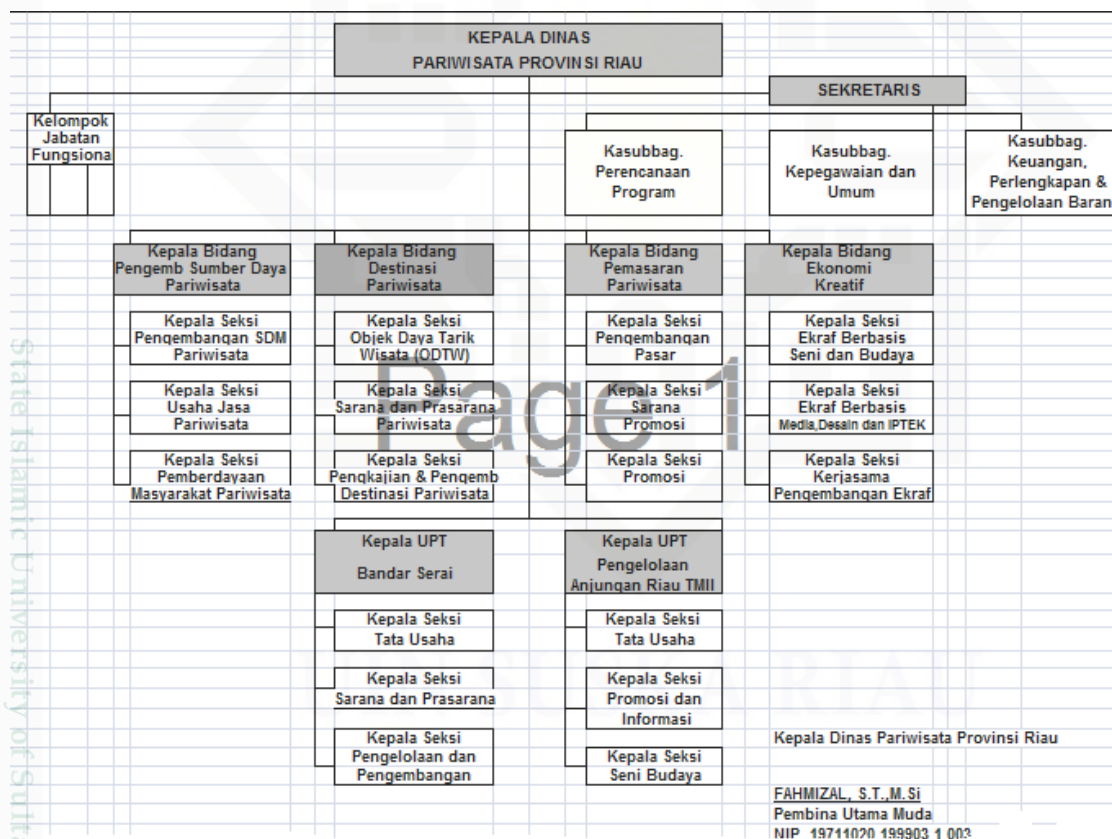 KEPALA DINAS
PARIWISATA PROVINSI RIAU
SEKRETARIS
Kelompok
Jabatan
Fungsional
Kasubbag.
Perencanaan
Program
Kasubbag.
Kepegawaian dan
Umum
Kasubbag.
Keuangan,
Perlengkapan &
Pengelolaan Baran
Kepala Bidang
Pengemb Sumber Daya
Pariwisata
Kepala Bidang
Destinasi
Pariwisata
Kepala Bidang
Pemasaran
Pariwisata
Kepala Bidang
Ekonomi
Kreatif
Kepala Seksi
Pengembangan SDM
Pariwisata
Kepala Seksi
Objek Daya Tarik
Wisata (ODTW)
Kepala Seksi
Pengembangan
Pasar
Kepala Seksi
Ekraf Berbasis
Seni dan Budaya
Kepala Seksi
Usaha Jasa
Pariwisata
Kepala Seksi
Sarana dan Prasarana
Pariwisata
Kepala Seksi
Sarana
Promosi
Kepala Seksi
Ekraf Berbasis
Media,Desain dan IPTEK
Kepala Seksi
Pemberdayaan
Masyarakat Pariwisata
Kepala Seksi
Pengkajian & Pengemb
Destinasi Pariwisata
Kepala Seksi
Promosi
Kepala Seksi
Kerjasama
Pengembangan Ekraf
Page 1
Kepala UPT
Bandar Serai
Kepala UPT
Pengelolaan
Anjungan Riau TMII
Kepala Seksi
Tata Usaha
Kepala Seksi
Tata Usaha
Kepala Seksi
Sarana dan Prasarana
Kepala Seksi
Promosi dan
Informasi
Kepala Seksi
Pengelolaan dan
Pengembangan
Kepala Seksi
Seni Budaya
Kepala Dinas Pariwisata Provinsi Riau
FAHMIZAL, S.T.,M.Si
Pembina Utama Muda
NIP. 19711020 199903 1 003
State Islamic University of Sulta
UIN SUSKA RIAU